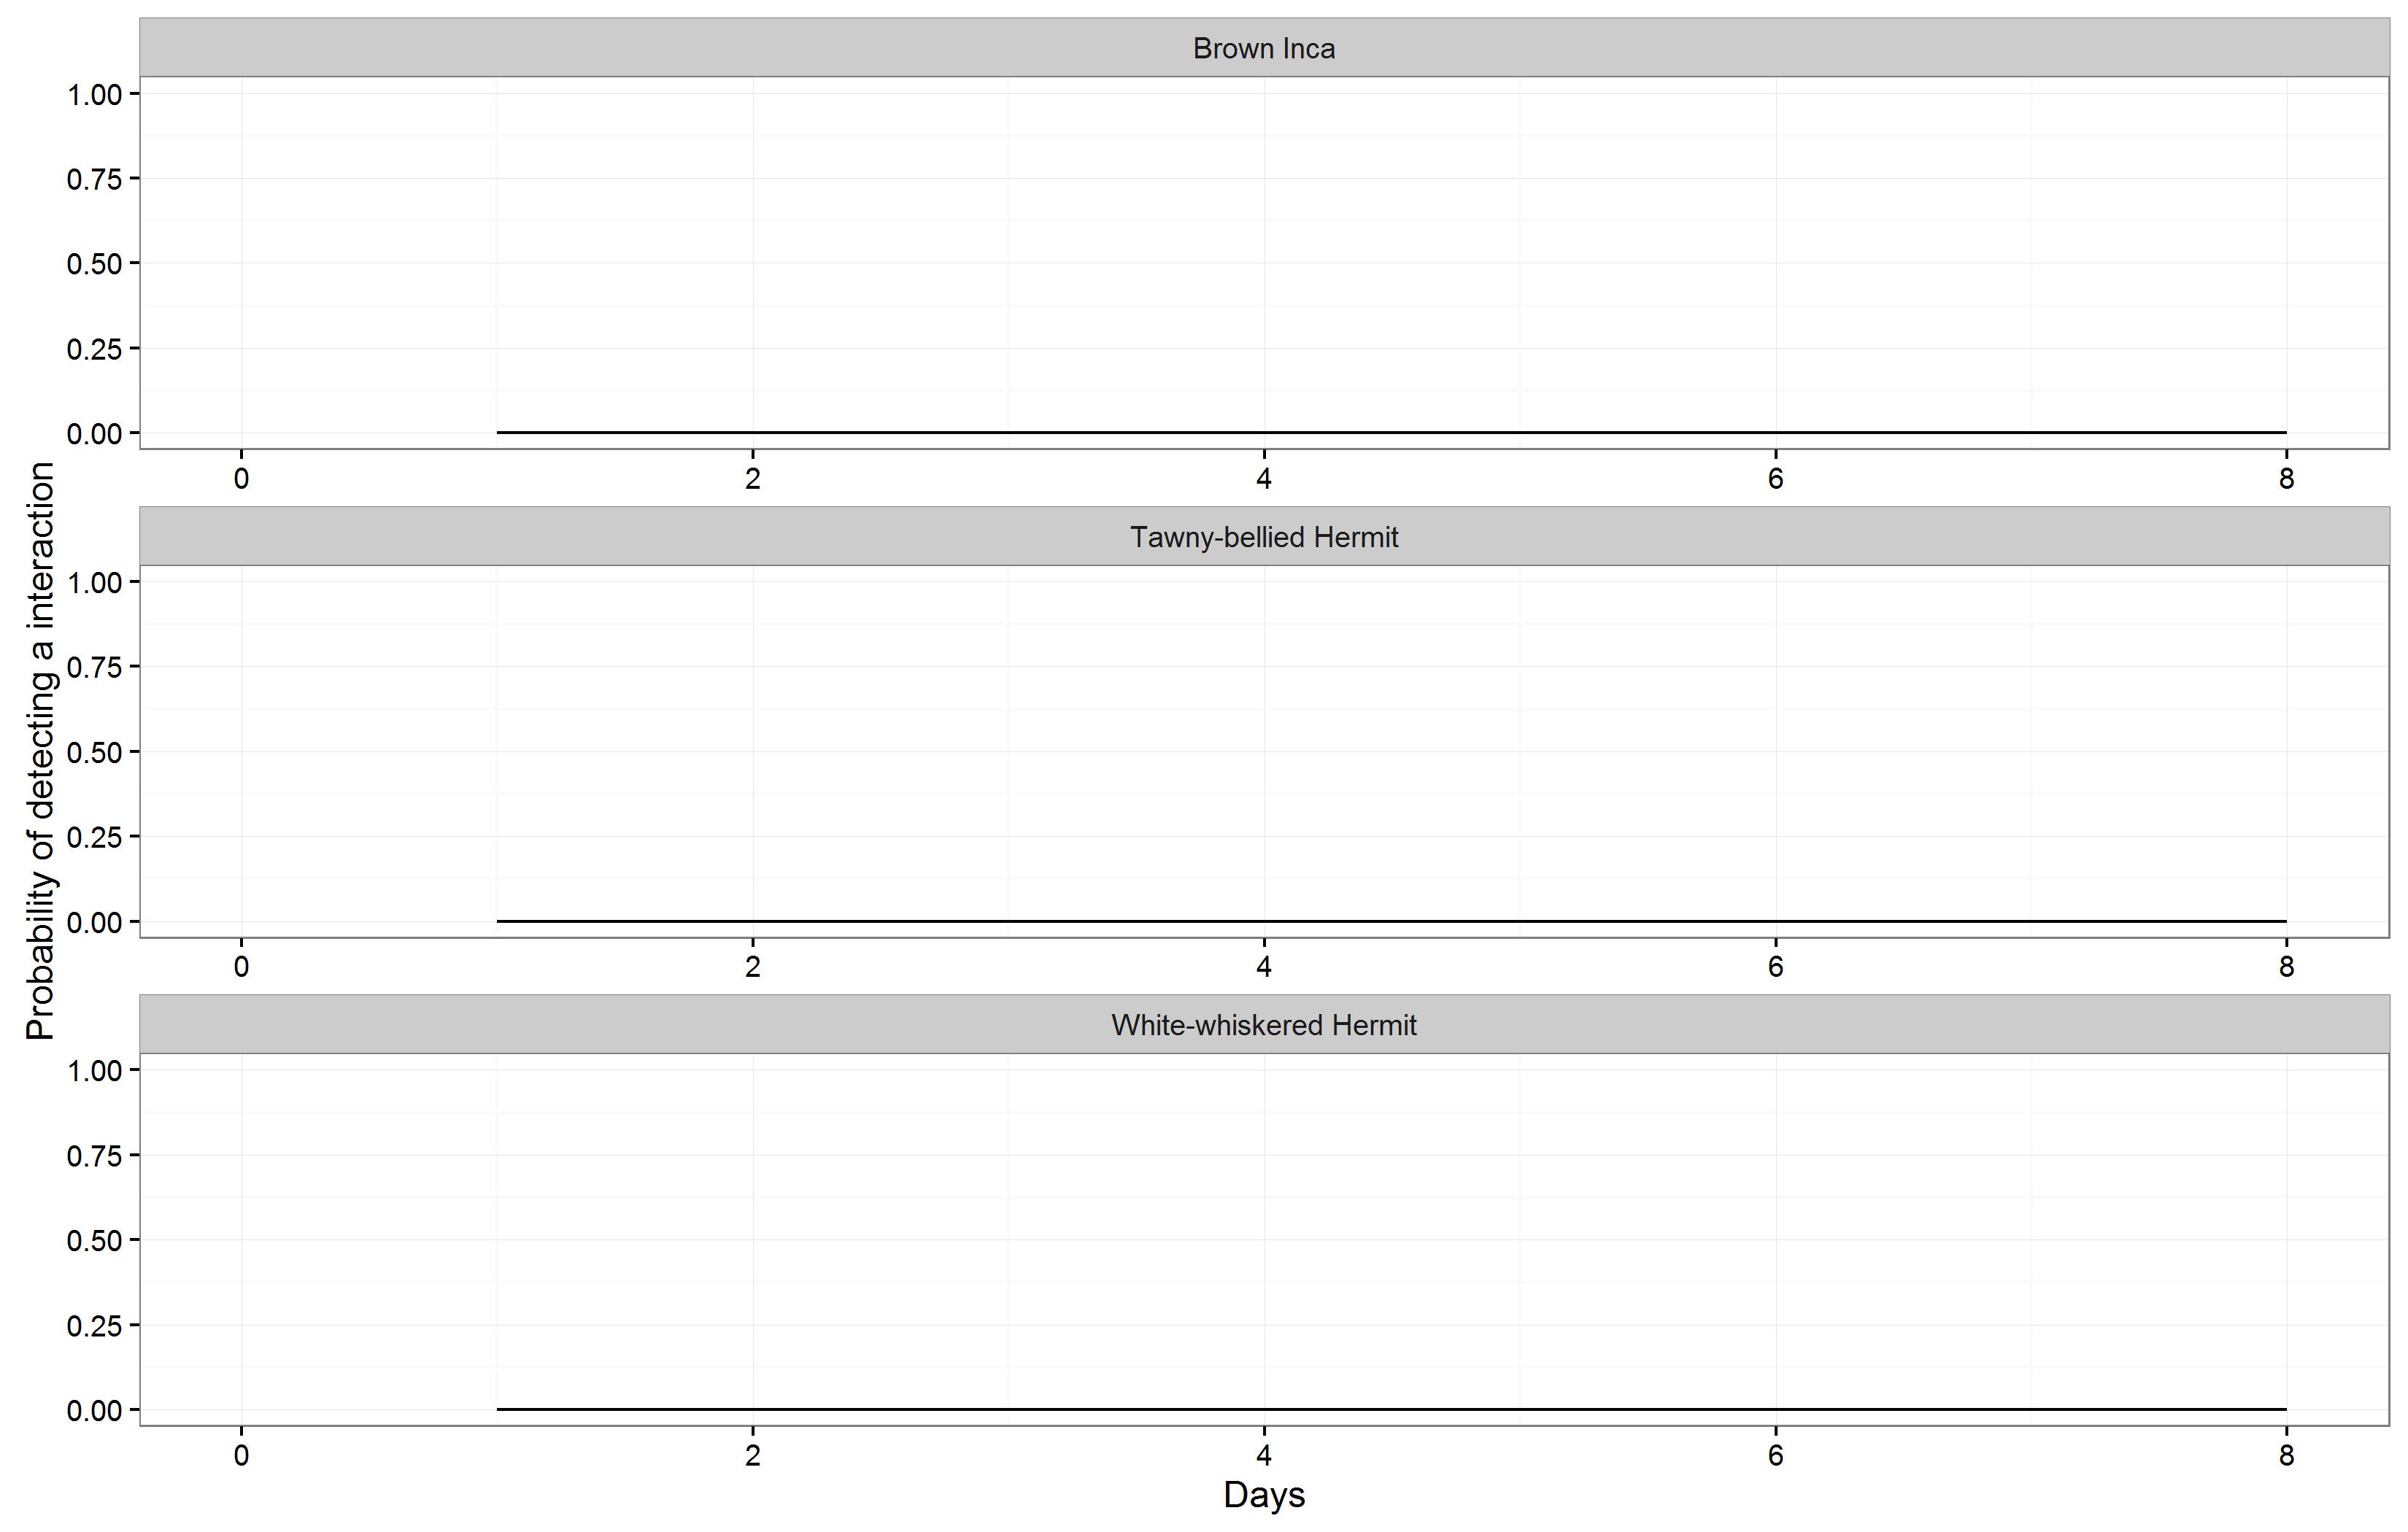 Brown Inca
1.00
0.75
0.50
0.25
0.00
0 2 4 6 8
Probability of detecting a interaction
Tawny-bellied Hermit
1.00
0.75
0.50
0.25
0.00
0 2 4 6 8
White-whiskered Hermit
1.00
0.75
0.50
0.25
0.00
0 2 4 6 8
Days